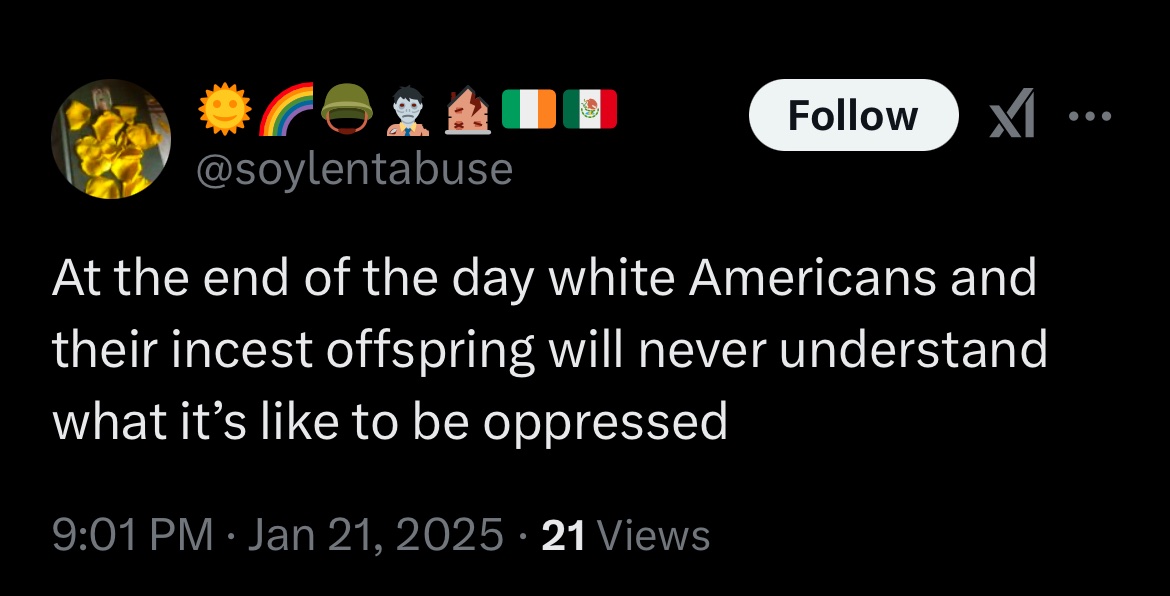 🌞🌈🪖🧟‍♂️🏚️🇮🇪🇲🇽
Follow
@soylentabuse
At the end of the day white Americans and
their incest offspring will never understand
what it’s like to be oppressed
9:01 PM · Jan 21, 2025 · 21 Views